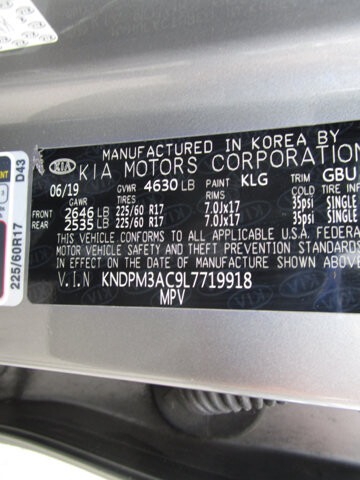 MANUFACTURED IN KOREA BY
KIA KIA MOTORS CORPORATION
06/19 GVWR 4630 LB PAINT KLG TRIM GBU
GAWR TIRES RIMS COLD TIRE
FRONT 2646 LB 225/60 R17 7.0Jx17 35psi SINGLE
REAR 2535 LB 225/60 R17 7.0Jx17 35psi SINGLE
THIS VEHICLE CONFORMS TO ALL APPLICABLE U.S.A. FEDERAL
VEHICLE SAFETY AND THEFT PREVENTION STANDARDS
EFFECT ON THE DATE OF MANUFACTURE SHOWN
V.I.N KNDPM3AC9L7719918
MPV
225/60R17 D43